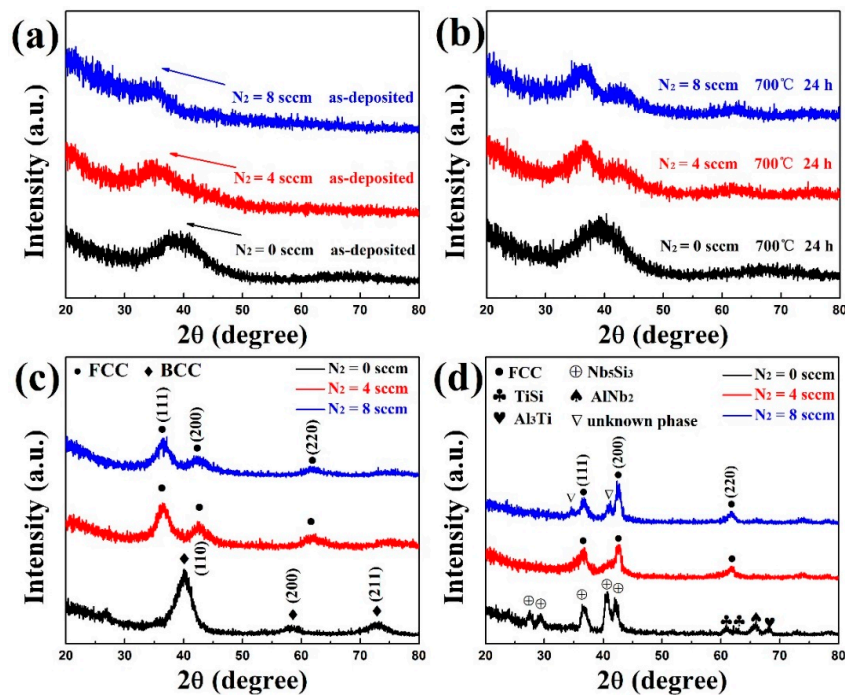 (a)
N₂ = 8 sccm as-deposited
N₂ = 4 sccm as-deposited
N₂ = 0 sccm as-deposited
Intensity (a.u.)
20 30 40 50 60 70 80
2θ (degree)
(b)
N₂ = 8 sccm 700℃ 24 h
N₂ = 4 sccm 700℃ 24 h
N₂ = 0 sccm 700℃ 24 h
Intensity (a.u.)
20 30 40 50 60 70 80
2θ (degree)
(c)
• FCC ♦ BCC
N₂ = 0 sccm
N₂ = 4 sccm
N₂ = 8 sccm
(111)
(200)
(220)
(110)
(200)
(211)
Intensity (a.u.)
20 30 40 50 60 70 80
2θ (degree)
(d)
• FCC ⊕ Nb₅Si₃
♣ TiSi ♠ AlNb₂
♥ Al₃Ti ▽ unknown phase
N₂ = 0 sccm
N₂ = 4 sccm
N₂ = 8 sccm
(111)
(200)
(220)
Intensity (a.u.)
20 30 40 50 60 70 80
2θ (degree)